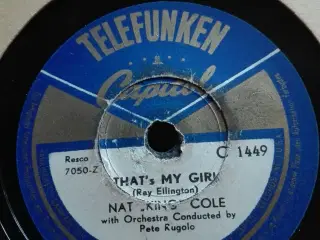 TELEFUNKEN
Capitol
Resco
7050-Z
C 1449
THAT's MY GIRL
(Ray Ellington)
NAT „KING" COLE
with Orchestra Conducted by
Pete Rugolo